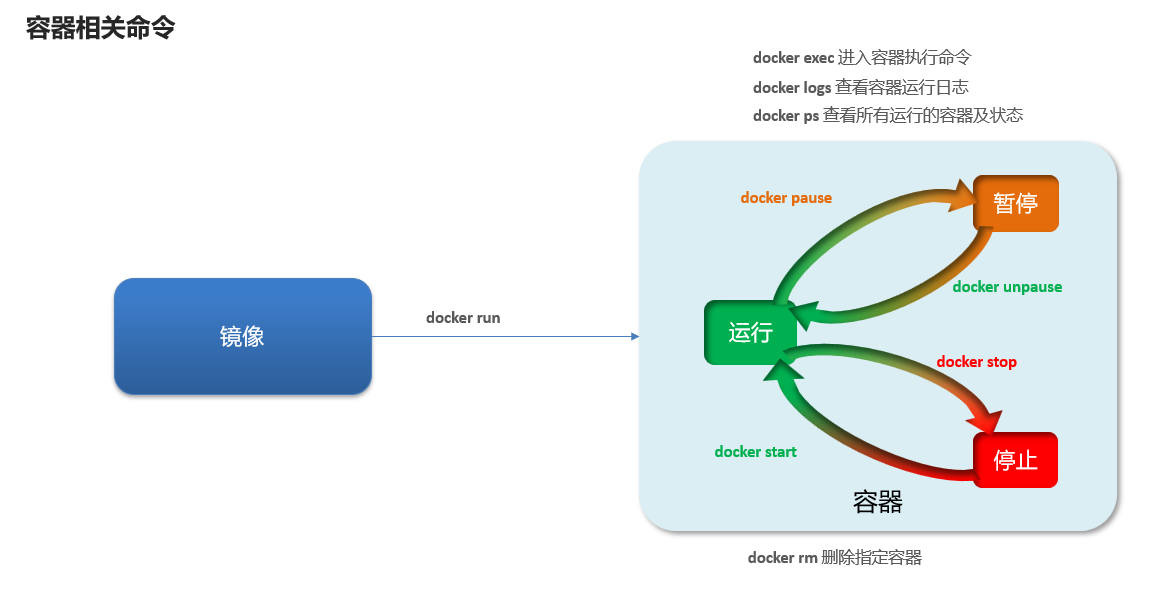 容器相关命令
docker exec 进入容器执行命令
docker logs 查看容器运行日志
docker ps 查看所有运行的容器及状态
docker pause
暂停
docker unpause
镜像
docker run
运行
docker stop
docker start
停止
容器
docker rm 删除指定容器